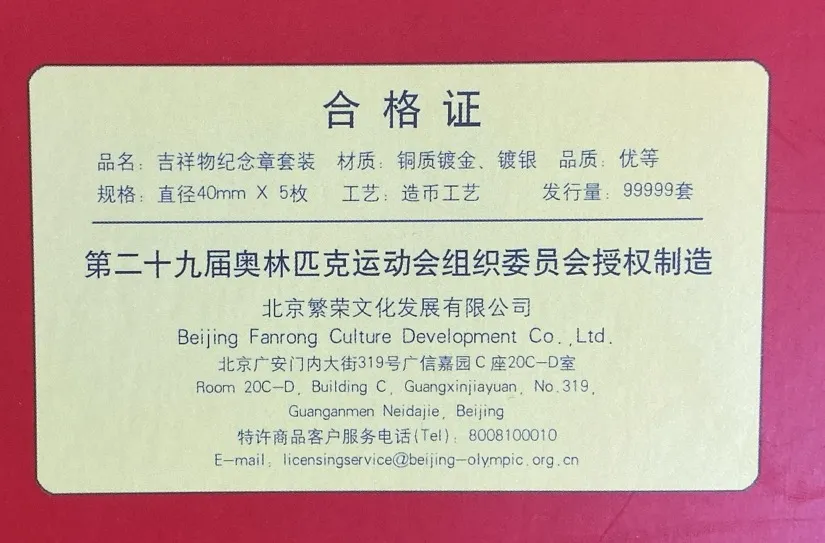 合格证
品名：吉祥物纪念章套装 材质：铜质镀金、镀银 品质：优等
规格：直径40mm X 5枚 工艺：造币工艺 发行量：99999套
第二十九届奥林匹克运动会组织委员会授权制造
北京繁荣文化发展有限公司
Beijing Fanrong Culture Development Co.,Ltd.
北京广安门内大街319号广信嘉园C座20C-D室
Room 20C-D, Building C, Guangxinjiayuan, No.319,
Guanganmen Neidajie, Beijing
特许商品客户服务电话(Tel)：8008100010
E-mail：licensingservice@beijing-olympic.org.cn